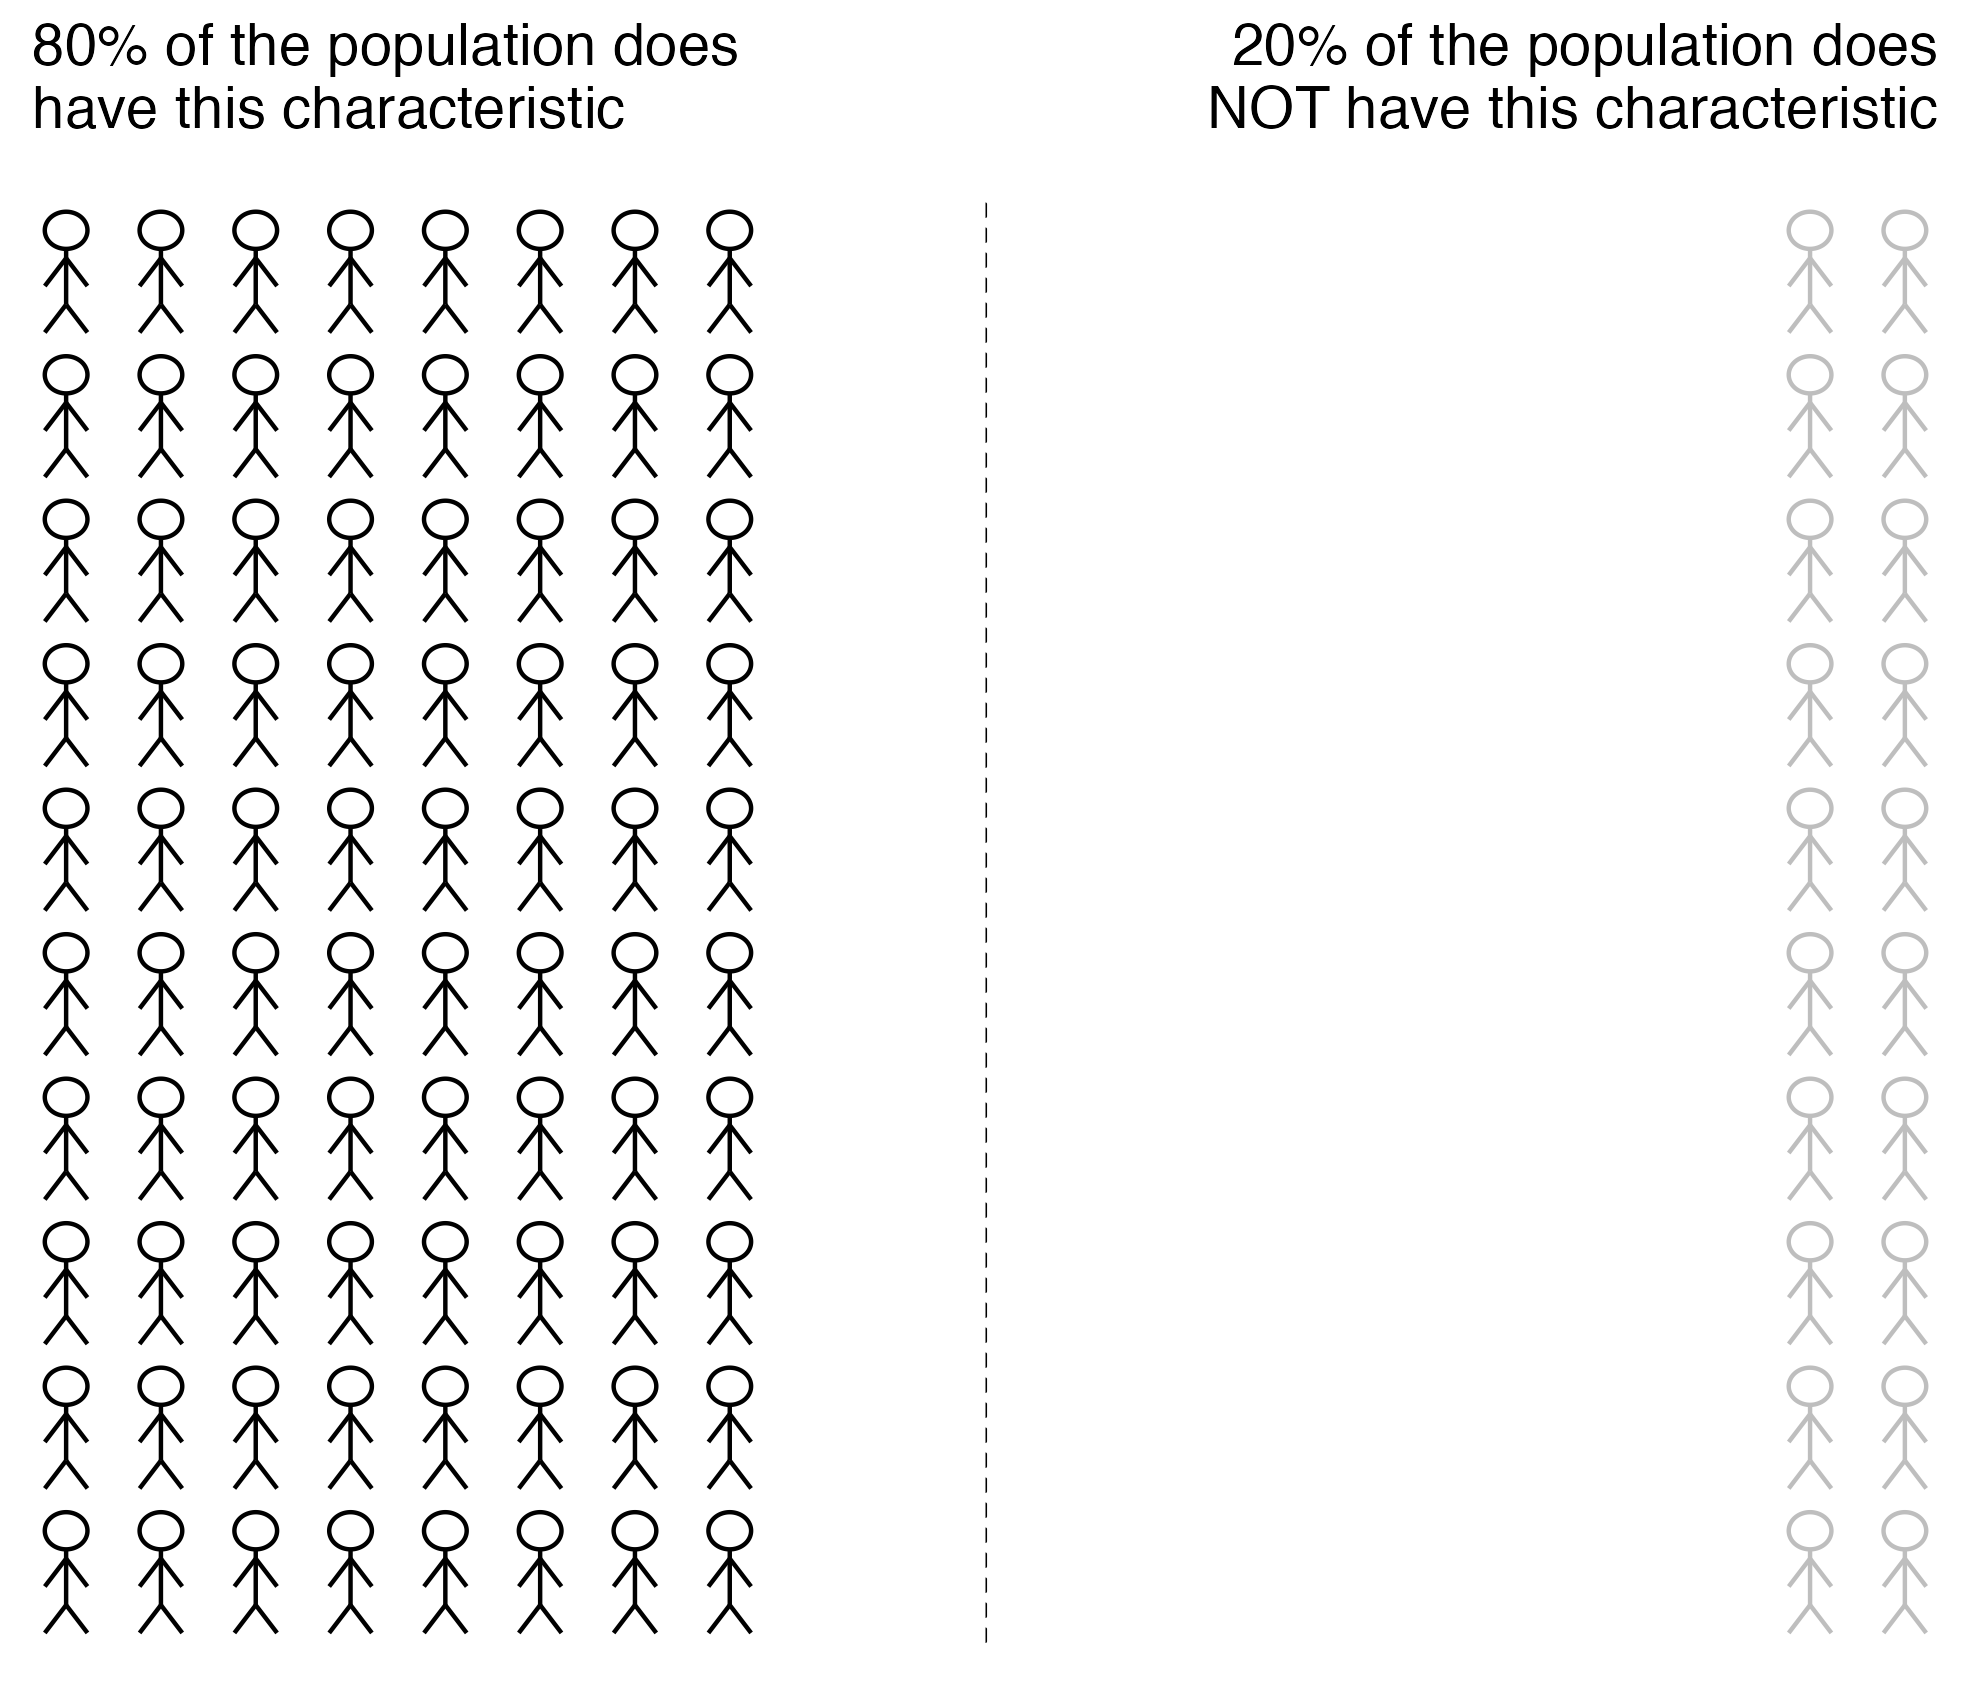 80% of the population does
have this characteristic
20% of the population does
NOT have this characteristic